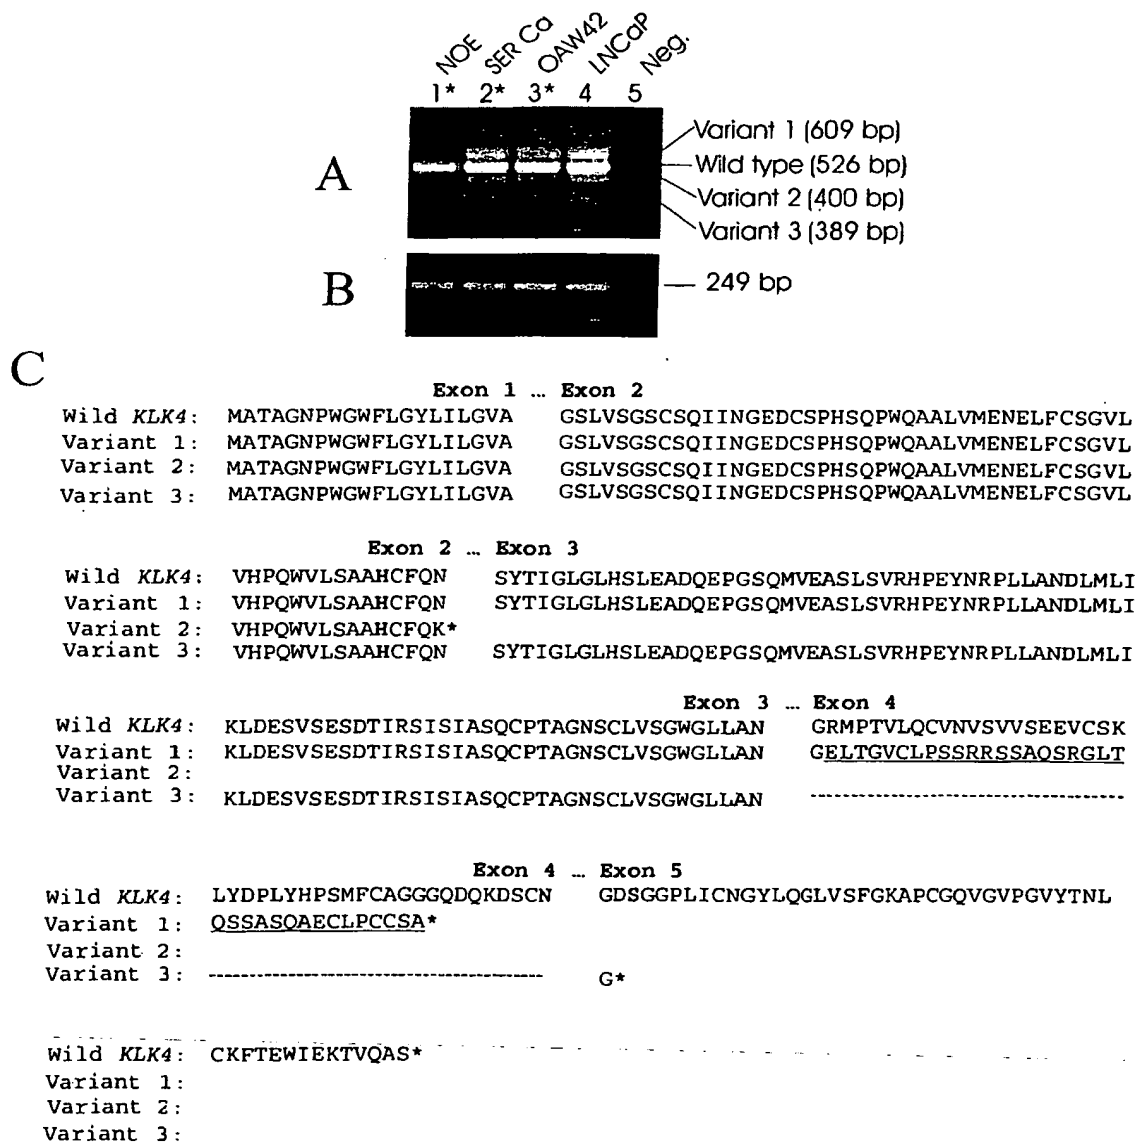 NOE SER Ca OAW42 LNCaP Neg.
1* 2* 3* 4 5
A
Variant 1 (609 bp)
Wild type (526 bp)
Variant 2 (400 bp)
Variant 3 (389 bp)
B
249 bp
C
Exon 1 … Exon 2
Wild KLK4: MATAGNPWGWFLGYLILGVA GSLVSGSCSQIINGEDCSPHSQPWQAALVMENELFCSGVL
Variant 1: MATAGNPWGWFLGYLILGVA GSLVSGSCSQIINGEDCSPHSQPWQAALVMENELFCSGVL
Variant 2: MATAGNPWGWFLGYLILGVA GSLVSGSCSQIINGEDCSPHSQPWQAALVMENELFCSGVL
Variant 3: MATAGNPWGWFLGYLILGVA GSLVSGSCSQIINGEDCSPHSQPWQAALVMENELFCSGVL
Exon 2 … Exon 3
Wild KLK4: VHPQWVLSAAHCFQN SYTIGLGLHSLEADQEPGSQMVEASLSVRHPEYNRPLLANDLMLI
Variant 1: VHPQWVLSAAHCFQN SYTIGLGLHSLEADQEPGSQMVEASLSVRHPEYNRPLLANDLMLI
Variant 2: VHPQWVLSAAHCFQK*
Variant 3: VHPQWVLSAAHCFQN SYTIGLGLHSLEADQEPGSQMVEASLSVRHPEYNRPLLANDLMLI
Exon 3 … Exon 4
Wild KLK4: KLDESVSESDTIRSISIASQCPTAGNSCLVSGWGLLAN GRMPTVLQCVNVSVVSEEVCSK
Variant 1: KLDESVSESDTIRSISIASQCPTAGNSCLVSGWGLLAN GELTGVCLPSSRRSSAQSRGLT
Variant 2:
Variant 3: KLDESVSESDTIRSISIASQCPTAGNSCLVSGWGLLAN ---------------------------------------
Exon 4 … Exon 5
Wild KLK4: LYDPLYHPSMFCAGGGQDQKDSCN GDSGGPLICNGYLQGLVSFGKAPCGQVGVPGVYTNL
Variant 1: QSSASQAECLPCCSA*
Variant 2:
Variant 3: ------------------------------------------ G*
Wild KLK4: CKFTEWIEKTVQAS*
Variant 1:
Variant 2:
Variant 3: